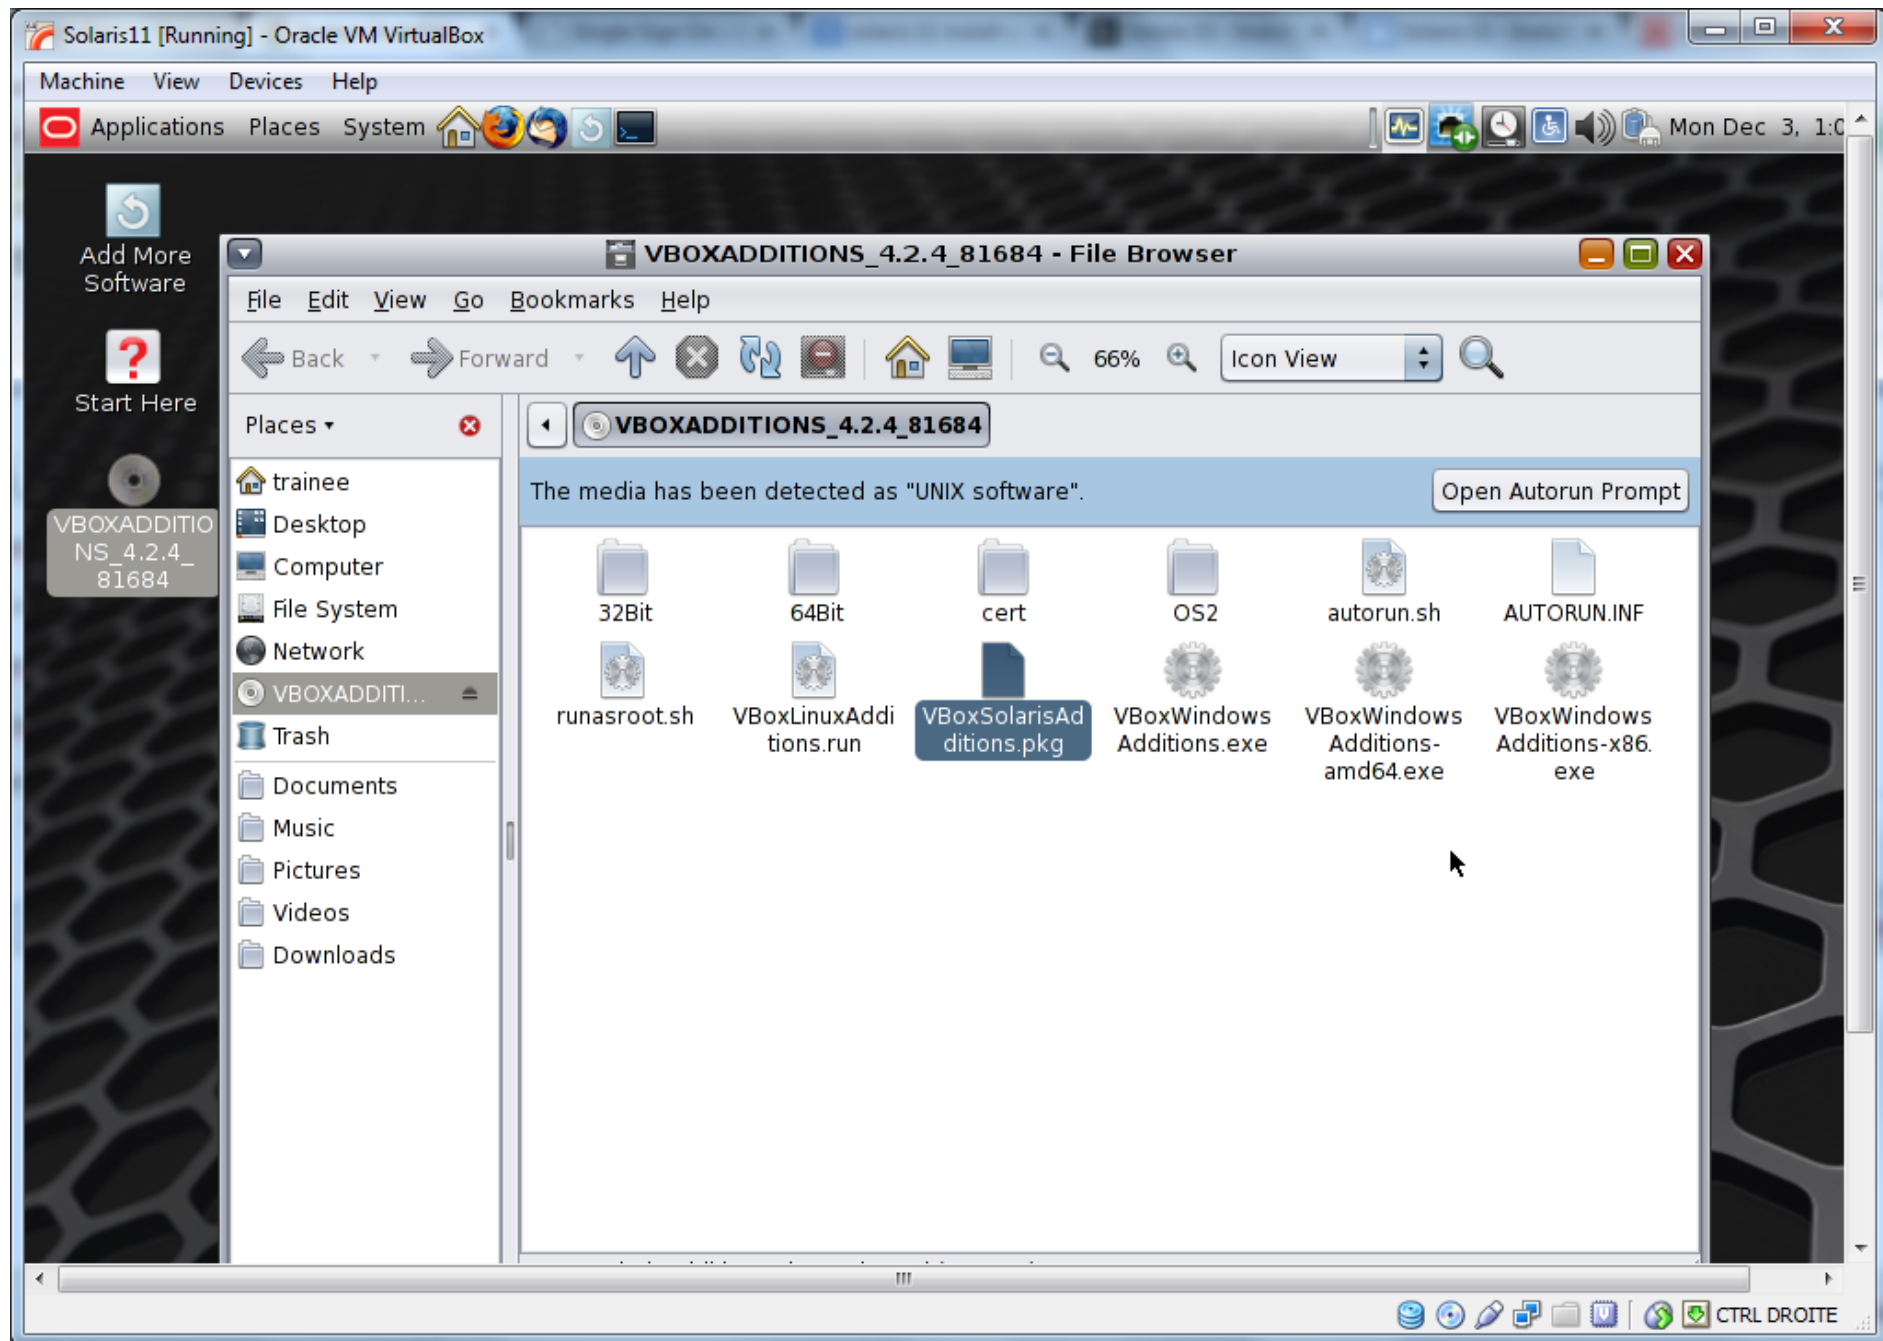 Solaris11 [Running] - Oracle VM VirtualBox
Machine View Devices Help
Applications Places System Mon Dec 3, 1:0
Add More
Software
Start Here
VBOXADDITIO
NS_4.2.4_
81684
VBOXADDITIONS_4.2.4_81684 - File Browser
File Edit View Go Bookmarks Help
Back Forward 66% Icon View
Places
VBOXADDITIONS_4.2.4_81684
trainee
Desktop
Computer
File System
Network
VBOXADDITI...
Trash
Documents
Music
Pictures
Videos
Downloads
The media has been detected as "UNIX software". Open Autorun Prompt
32Bit 64Bit cert OS2 autorun.sh AUTORUN.INF
runasroot.sh
VBoxLinuxAddi
tions.run
VBoxSolarisAd
ditions.pkg
VBoxWindows
Additions.exe
VBoxWindows
Additions-
amd64.exe
VBoxWindows
Additions-x86.
exe
CTRL DROITE